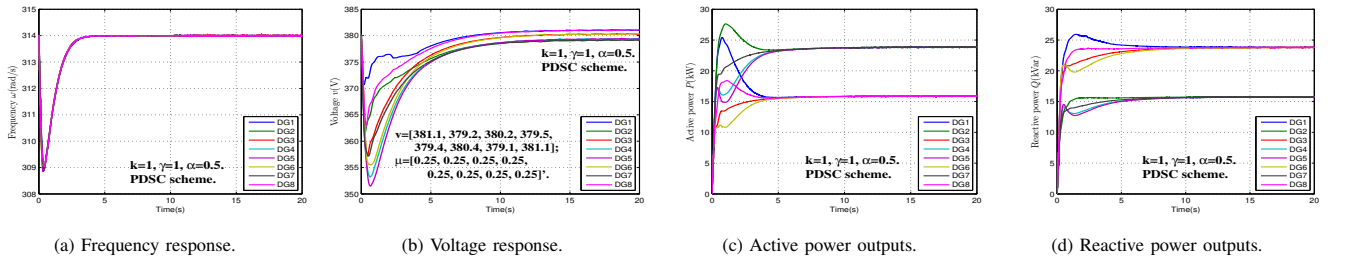 315
314
313
312
311
310
309
308
Frequency ω(rad/s)
k=1, γ=1, α=0.5.
PDSC scheme.
DG1
DG2
DG3
DG4
DG5
DG6
DG7
DG8
0 5 10 15 20
Time(s)
(a) Frequency response.
385
380
375
370
365
360
355
350
Voltage v(V)
k=1, γ=1, α=0.5.
PDSC scheme.
v=[381.1, 379.2, 380.2, 379.5,
379.4, 380.4, 379.1, 381.1];
μ=[0.25, 0.25, 0.25, 0.25,
0.25, 0.25, 0.25, 0.25]’.
DG1
DG2
DG3
DG4
DG5
DG6
DG7
DG8
0 5 10 15 20
Time(s)
(b) Voltage response.
30
25
20
15
10
5
0
Active power P(kW)
k=1, γ=1, α=0.5.
PDSC scheme.
DG1
DG2
DG3
DG4
DG5
DG6
DG7
DG8
0 5 10 15 20
Time(s)
(c) Active power outputs.
30
25
20
15
10
5
0
Reactive power Q(kVar)
k=1, γ=1, α=0.5.
PDSC scheme.
DG1
DG2
DG3
DG4
DG5
DG6
DG7
DG8
0 5 10 15 20
Time(s)
(d) Reactive power outputs.